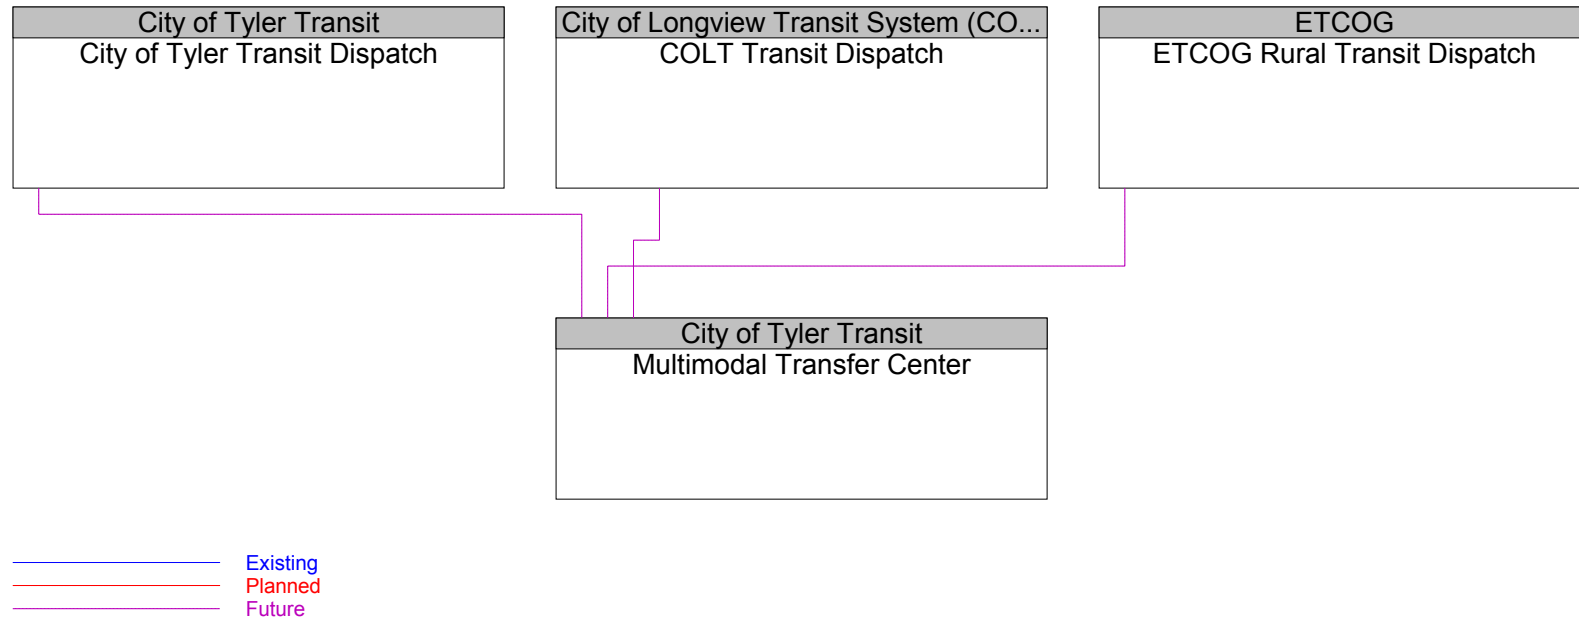 City of Tyler Transit
City of Tyler Transit Dispatch
City of Longview Transit System (CO...
COLT Transit Dispatch
ETCOG
ETCOG Rural Transit Dispatch
City of Tyler Transit
Multimodal Transfer Center
Existing
Planned
Future